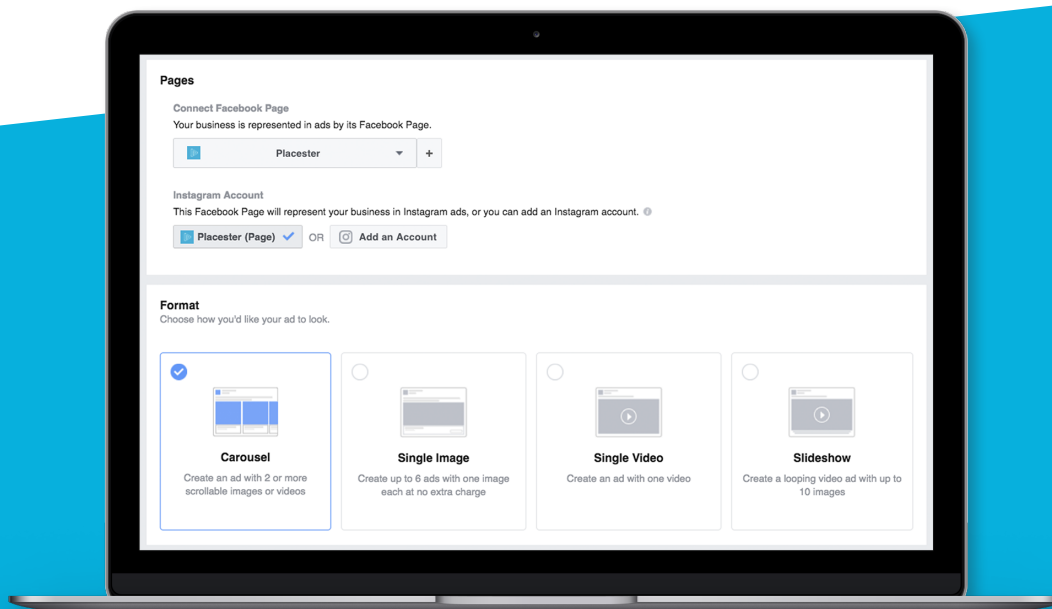 Pages
Connect Facebook Page
Your business is represented in ads by its Facebook Page.
Placester
+
Instagram Account
This Facebook Page will represent your business in Instagram ads, or you can add an Instagram account.
Placester (Page) OR Add an Account
Format
Choose how you'd like your ad to look.
Carousel
Create an ad with 2 or more
scrollable images or videos
Single Image
Create up to 6 ads with one image
each at no extra charge
Single Video
Create an ad with one video
Slideshow
Create a looping video ad with up to
10 images